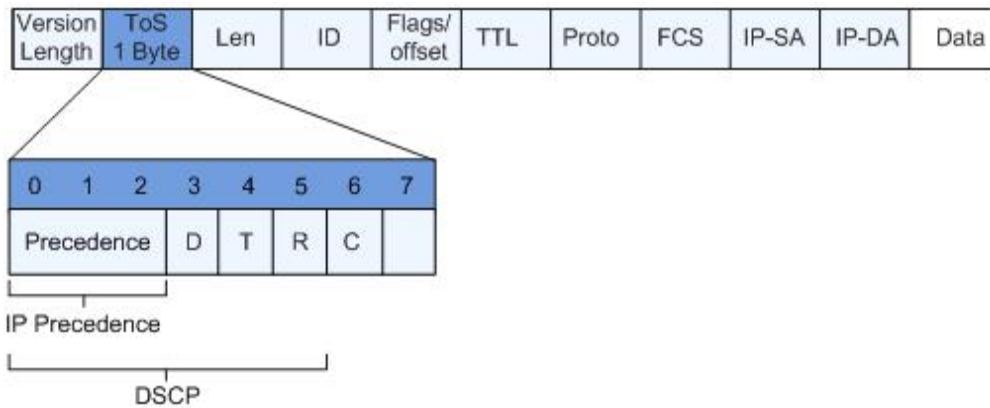 Version Length
ToS 1 Byte
Len
ID
Flags/ offset
TTL
Proto
FCS
IP-SA
IP-DA
Data
0 1 2 3 4 5 6 7
Precedence D T R C
IP Precedence
DSCP